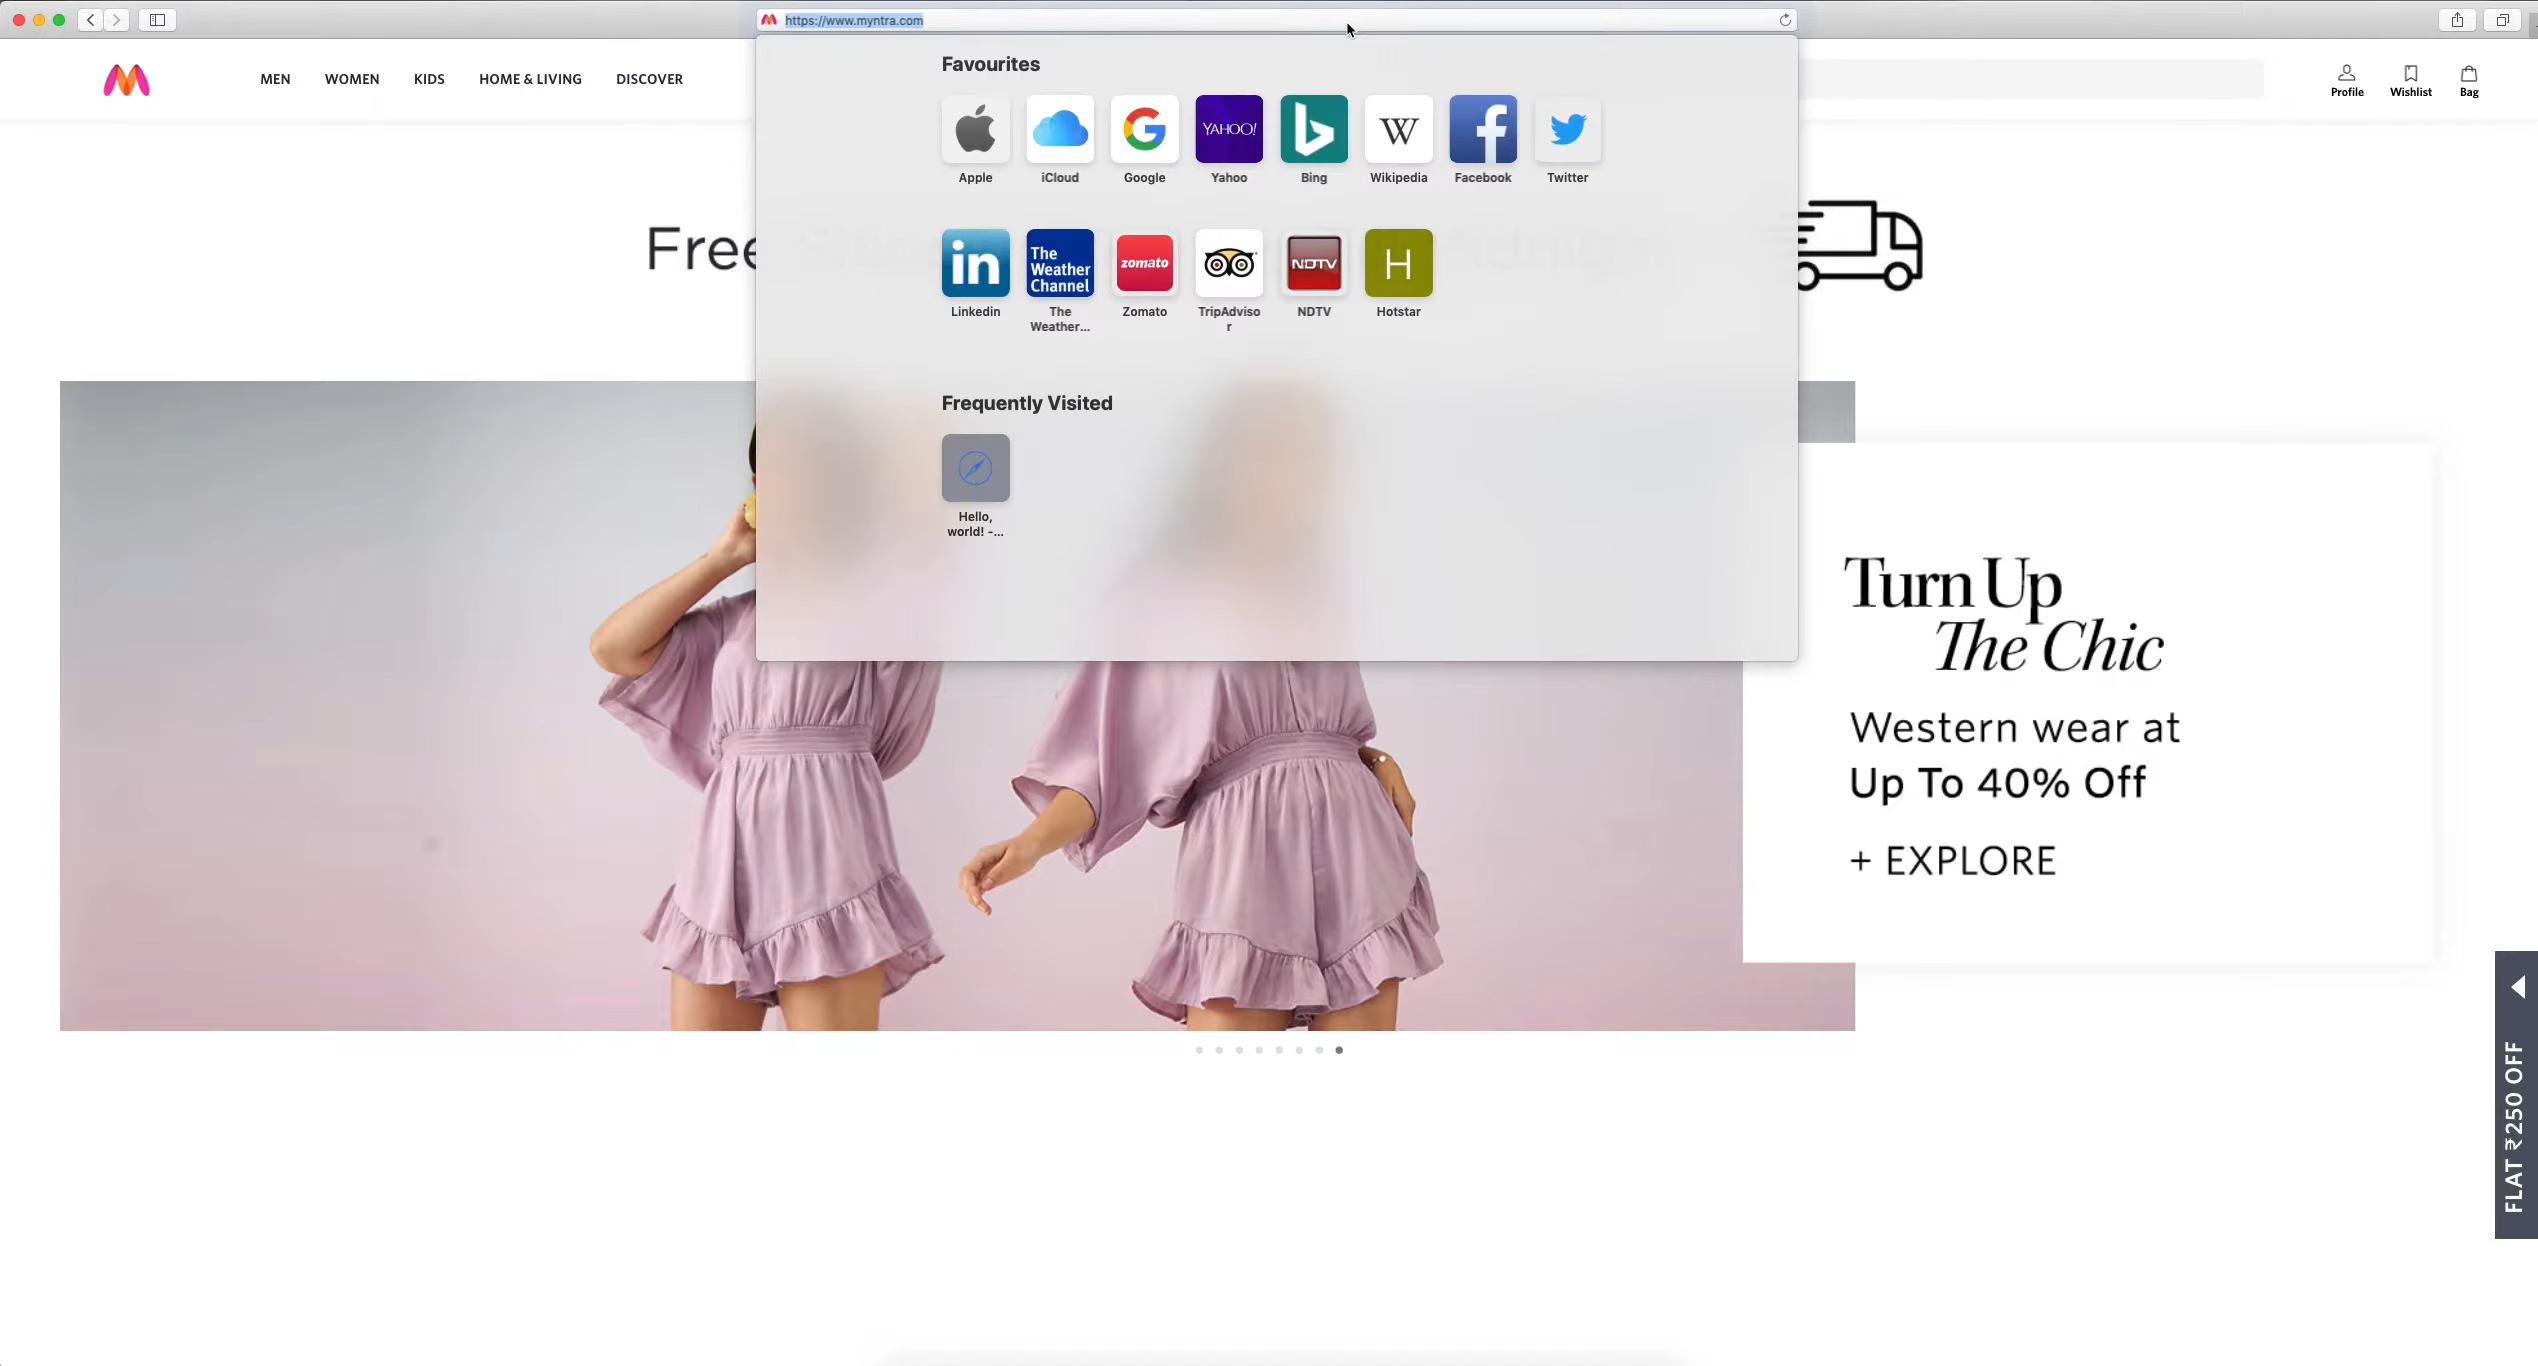 https://www.myntra.com
MEN WOMEN KIDS HOME & LIVING DISCOVER
Profile Wishlist Bag
Favourites
YAHOO!
W
Apple iCloud Google Yahoo Bing Wikipedia Facebook Twitter
Free
in
The
Weather
Channel
zomato
NDTV
H
Linkedin The Weather... Zomato TripAdviso
r
NDTV Hotstar
Frequently Visited
Hello,
world! -...
Turn Up
The Chic
Western wear at
Up To 40% Off
+ EXPLORE
FLAT ₹250 OFF